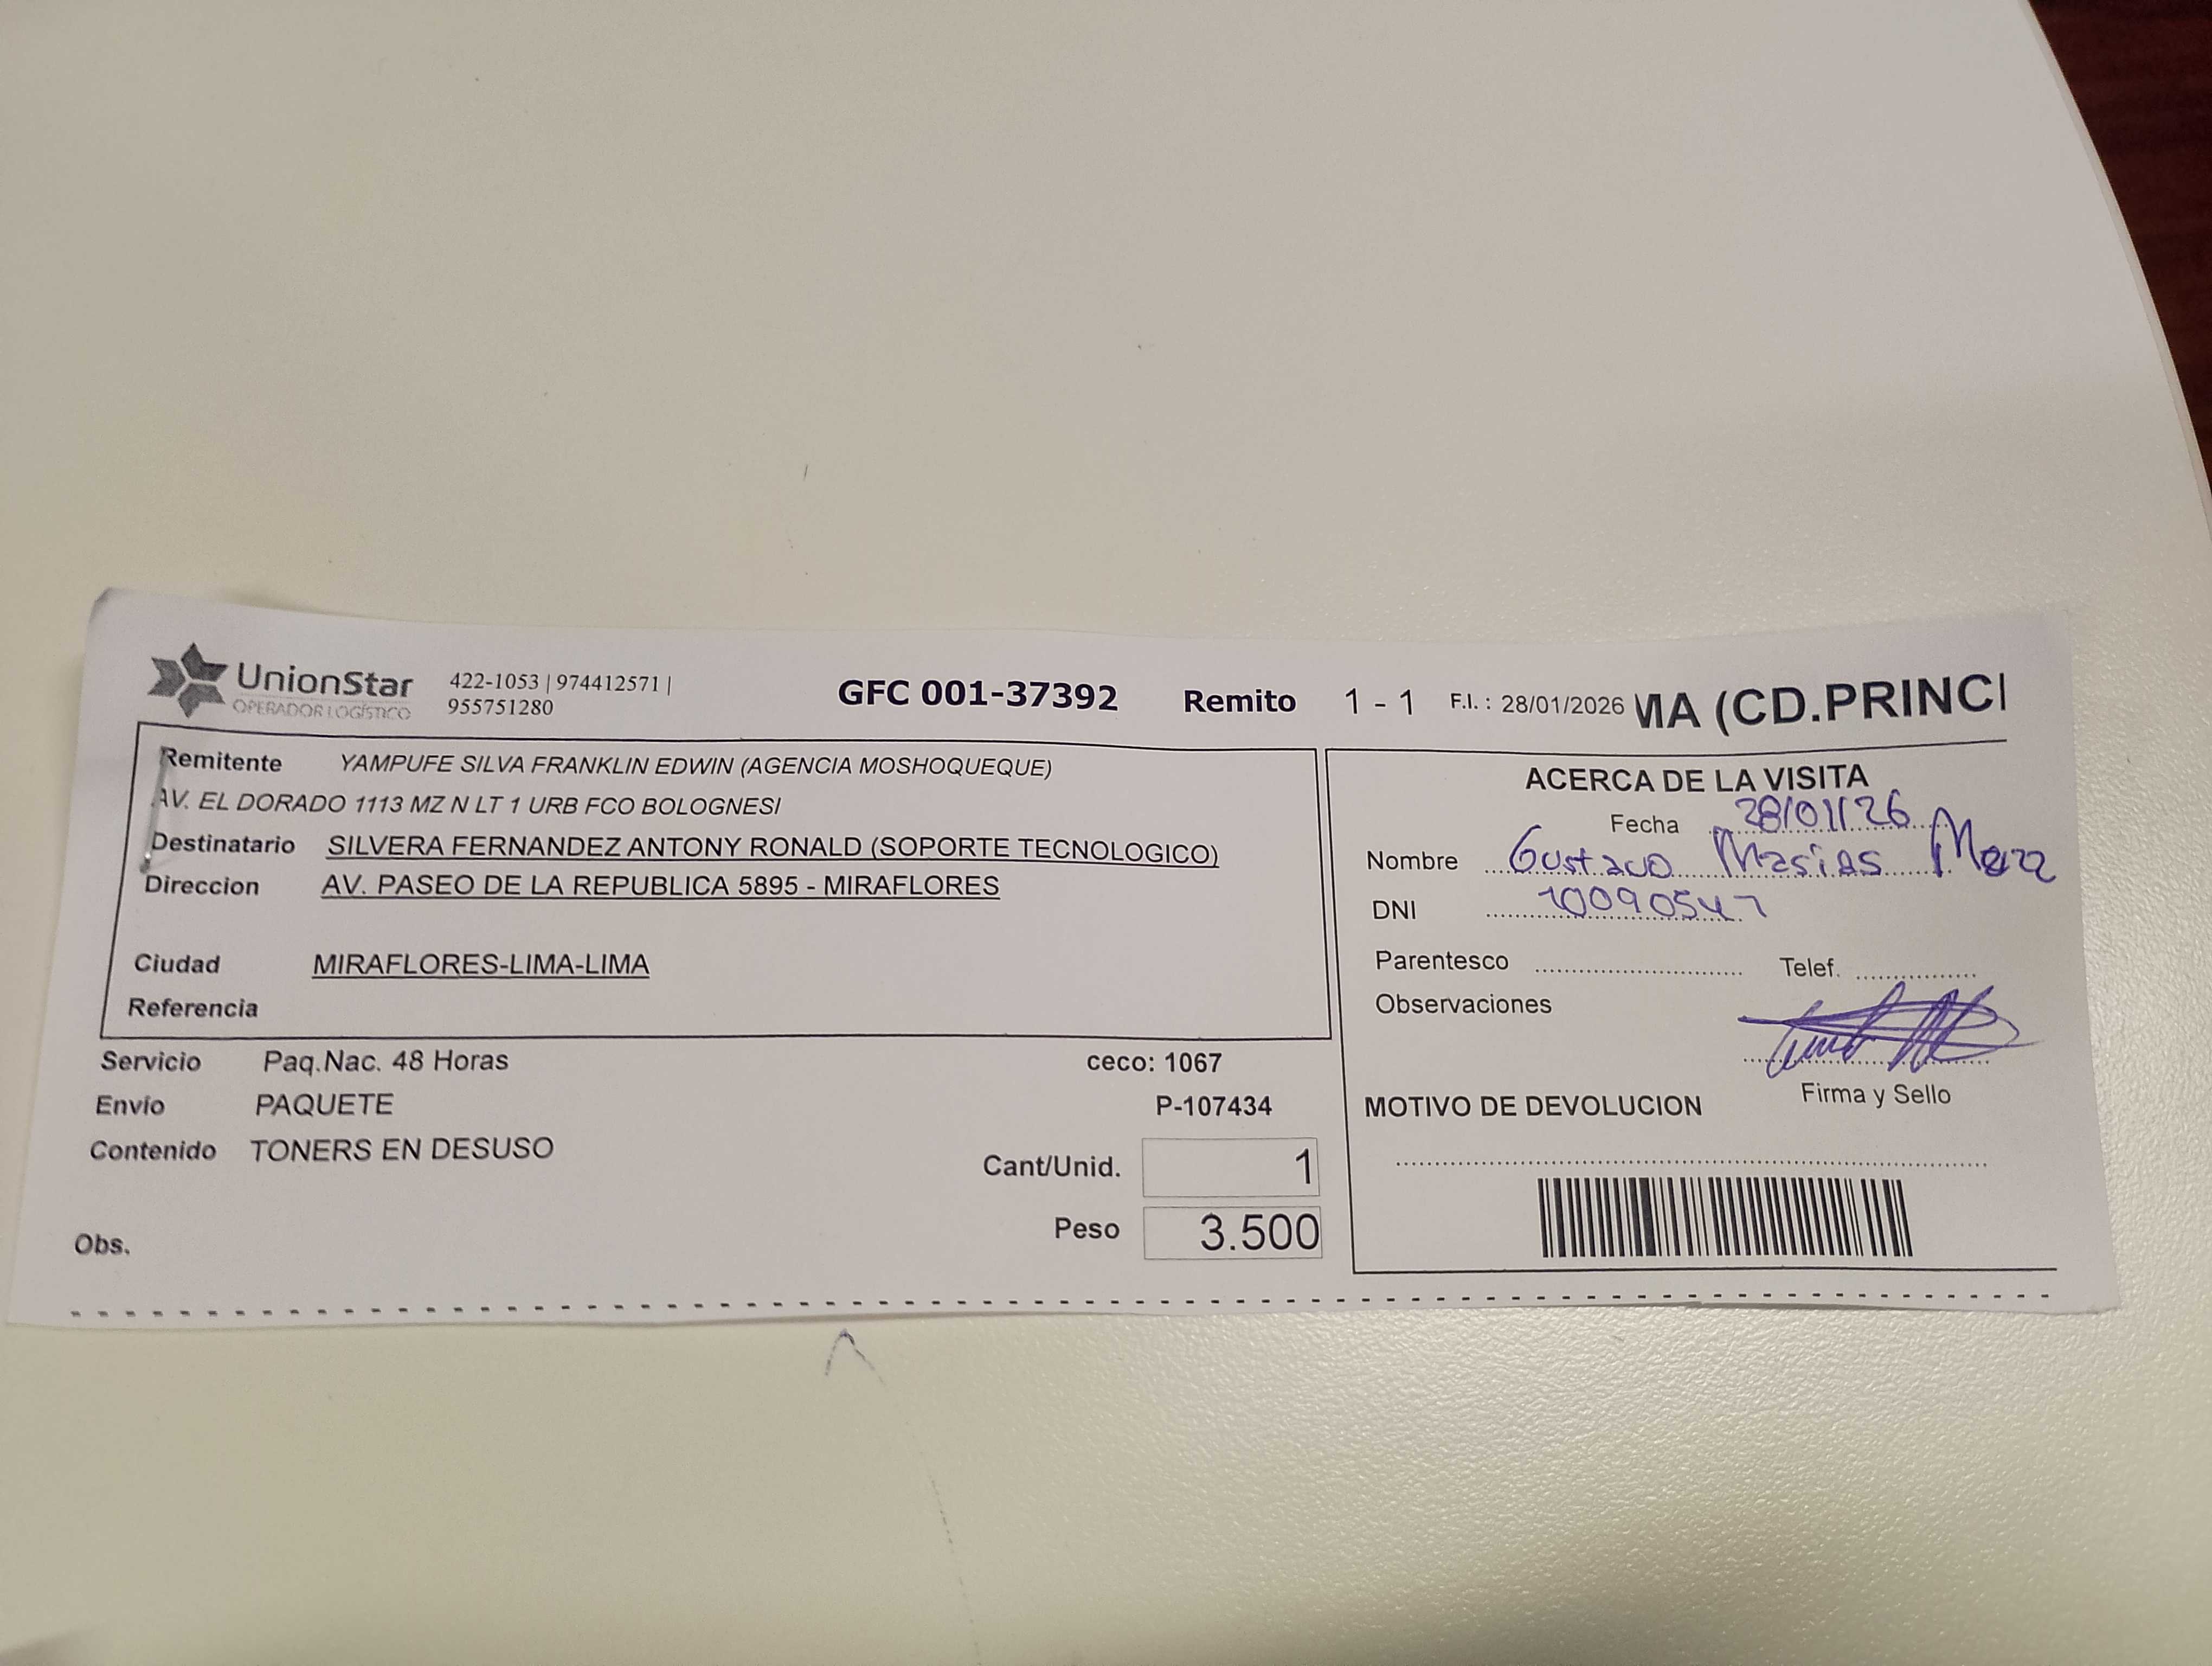 UnionStar
OPERADOR LOGÍSTICO
422-1053 | 974412571 |
955751280
GFC 001-37392 Remito 1 - 1 F.I. : 28/01/2026 MA (CD.PRINCI
Remitente YAMPUFE SILVA FRANKLIN EDWIN (AGENCIA MOSHOQUEQUE)
AV. EL DORADO 1113 MZ N LT 1 URB FCO BOLOGNESI
Destinatario SILVERA FERNANDEZ ANTONY RONALD (SOPORTE TECNOLOGICO)
Direccion AV. PASEO DE LA REPUBLICA 5895 - MIRAFLORES
Ciudad MIRAFLORES-LIMA-LIMA
Referencia
Servicio Paq.Nac. 48 Horas ceco: 1067
Envío PAQUETE P-107434
Contenido TONERS EN DESUSO
Cant/Unid. 1
Peso 3.500
Obs.
ACERCA DE LA VISITA
Fecha 28/01/26
Nombre Gustavo Masias
DNI 10090547
Parentesco Telef.
Observaciones
Firma y Sello
MOTIVO DE DEVOLUCION